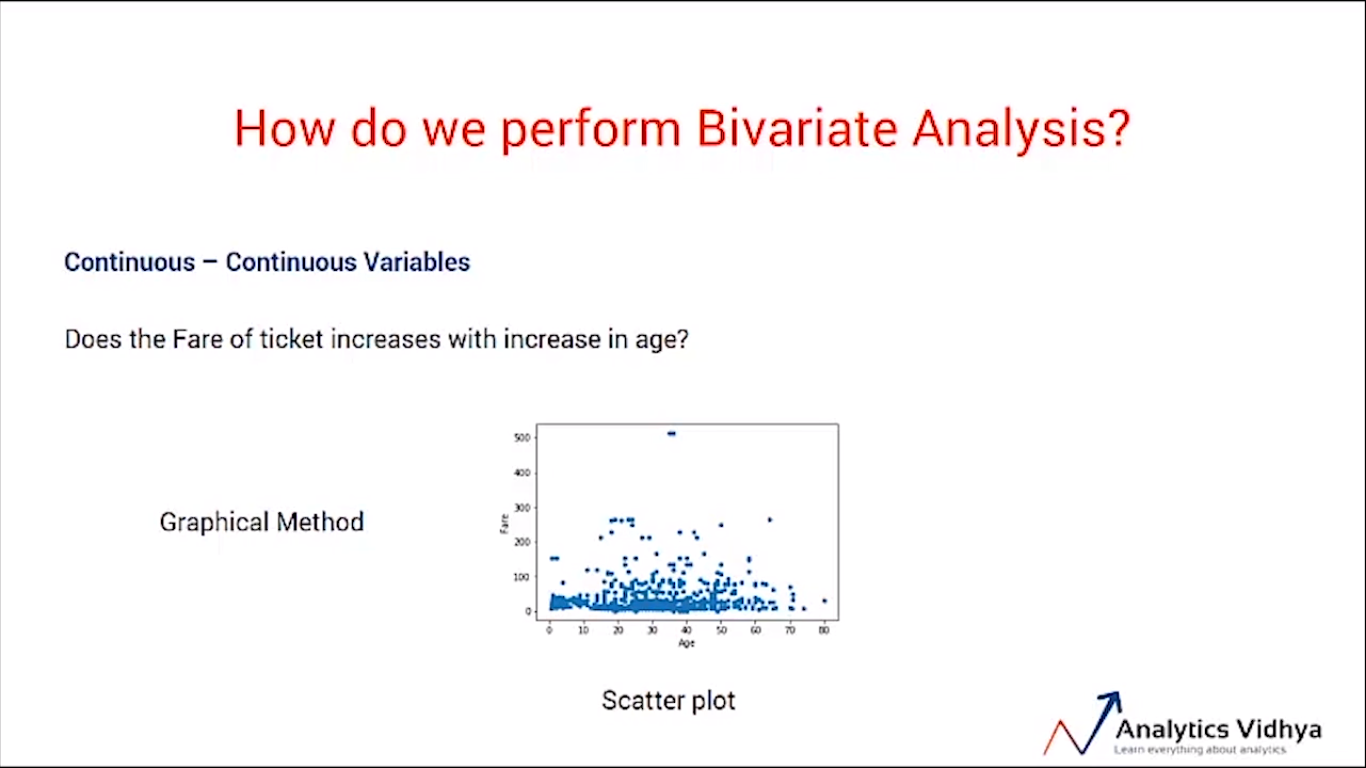 How do we perform Bivariate Analysis?
Continuous – Continuous Variables
Does the Fare of ticket increases with increase in age?
Graphical Method
500
400
300
200
100
0
Fare
0 10 20 30 40 50 60 70 80
Age
Scatter plot
Analytics Vidhya
Learn everything about analytics